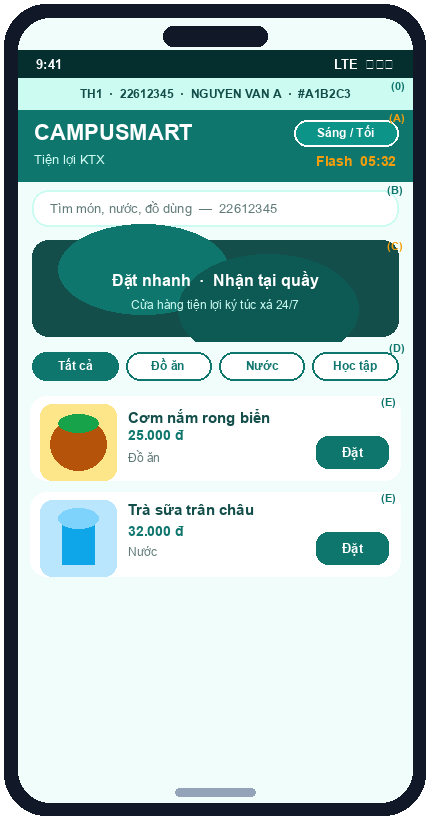 9:41 LTE □□□
TH1 · 22612345 · NGUYEN VAN A · #A1B2C3 (0)
(A)
CAMPUSMART Sáng / Tối
Tiện lợi KTX Flash 05:32
(B)
Tìm món, nước, đồ dùng — 22612345
(C)
Đặt nhanh · Nhận tại quầy
Cửa hàng tiện lợi ký túc xá 24/7
(D)
Tất cả Đồ ăn Nước Học tập
(E)
Cơm nắm rong biển
25.000 đ
Đồ ăn Đặt
(E)
Trà sữa trân châu
32.000 đ
Nước Đặt